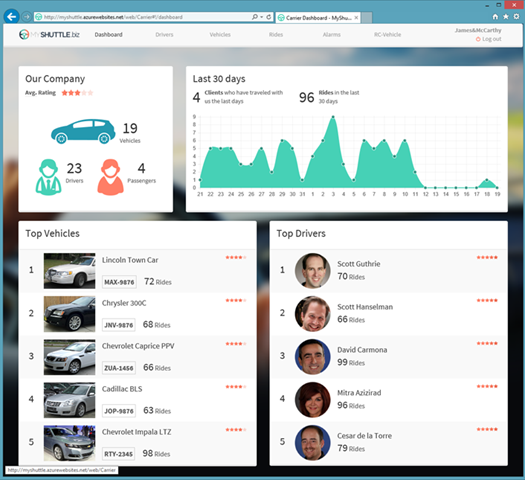 http://myshuttle.azurewebsites.net/web/Carrier#!/dashboard
Carrier Dashboard - MyShu...
MYSHUTTLE.biz
Dashboard
Drivers
Vehicles
Rides
Alarms
RC-Vehicle
James&McCarthy
Log out
Our Company
Avg. Rating
19
Vehicles
23
Drivers
4
Passengers
Last 30 days
4 Clients who have traveled with
us the last days
96 Rides in the last
30 days
9
8
7
6
5
4
3
2
1
0
21 22 23 24 25 26 27 28 29 30 31 1 2 3 4 5 6 7 8 9 10 11 12 13 14 15 16 17 18 19
Top Vehicles
1
Lincoln Town Car
MAX-9876 72 Rides
2
Chrysler 300C
JNV-9876 68 Rides
3
Chevrolet Caprice PPV
ZUA-1456 66 Rides
4
Cadillac BLS
JOP-9876 63 Rides
5
Chevrolet Impala LTZ
RTY-2345 98 Rides
Top Drivers
1
Scott Guthrie
70 Rides
2
Scott Hanselman
66 Rides
3
David Carmona
99 Rides
4
Mitra Azizirad
96 Rides
5
Cesar de la Torre
79 Rides
http://myshuttle.azurewebsites.net/web/Carrier